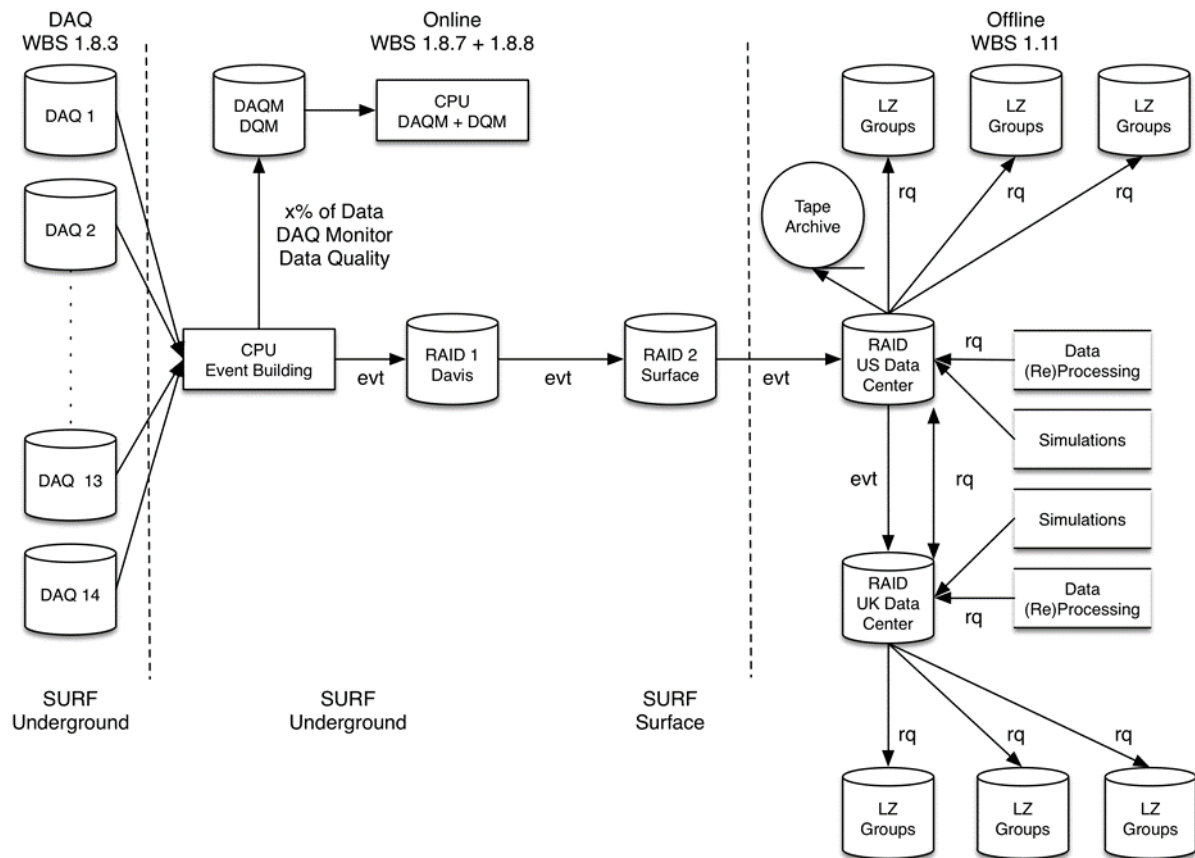 DAQ
WBS 1.8.3
Online
WBS 1.8.7 + 1.8.8
Offline
WBS 1.11
DAQ 1
DAQ 2
DAQ 13
DAQ 14
DAQM
DQM
CPU
DAQM + DQM
x% of Data
DAQ Monitor
Data Quality
CPU
Event Building
evt
RAID 1
Davis
evt
RAID 2
Surface
evt
LZ
Groups
LZ
Groups
LZ
Groups
rq
rq
rq
Tape
Archive
RAID
US Data
Center
rq
Data
(Re)Processing
Simulations
evt
rq
Simulations
RAID
UK Data
Center
rq
Data
(Re)Processing
SURF
Underground
SURF
Underground
SURF
Surface
rq
rq
rq
LZ
Groups
LZ
Groups
LZ
Groups